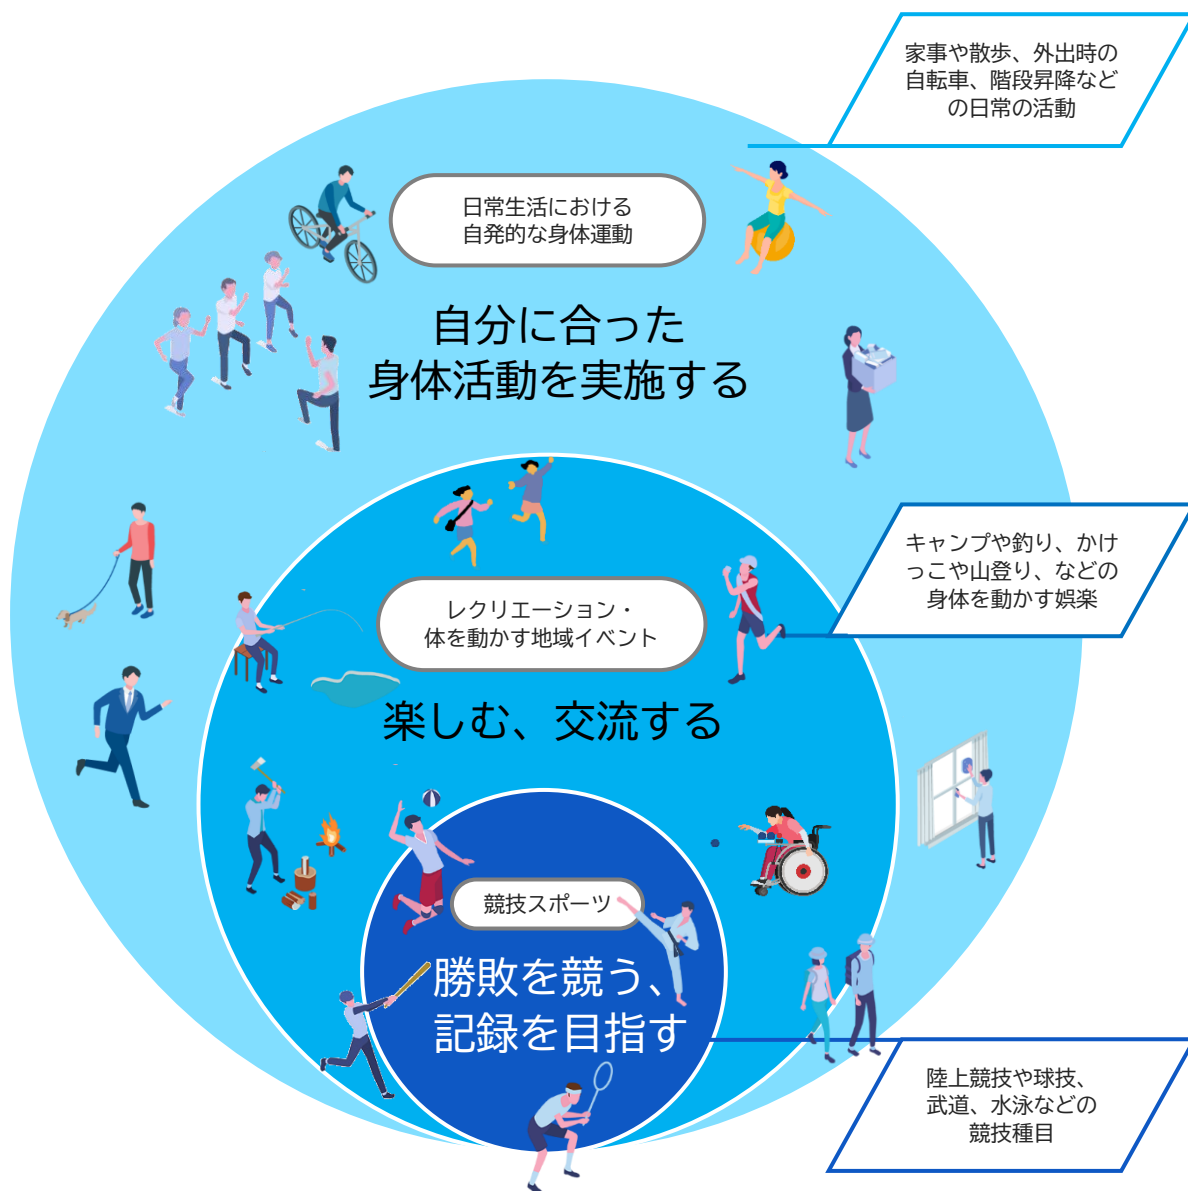 家事や散歩、外出時の
自転車、階段昇降など
の日常の活動
日常生活における
自発的な身体運動
自分に合った
身体活動を実施する
キャンプや釣り、かけ
っこや山登り、などの
身体を動かす娯楽
レクリエーション・
体を動かす地域イベント
楽しむ、交流する
競技スポーツ
勝敗を競う、
記録を目指す
陸上競技や球技、
武道、水泳などの
競技種目